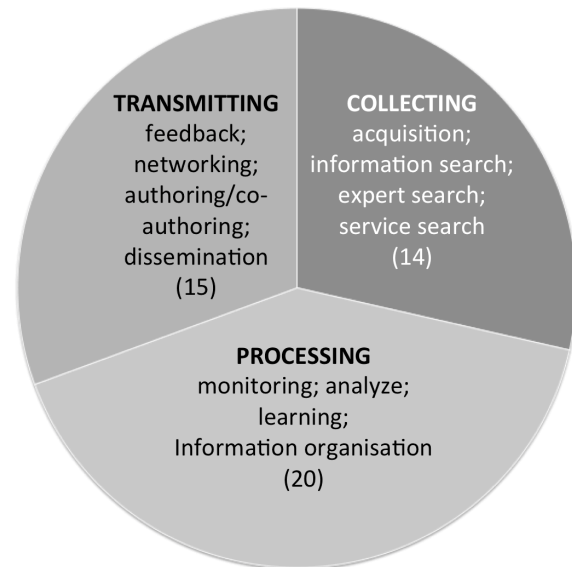 TRANSMITTING
feedback;
networking;
authoring/co-
authoring;
dissemination
(15)
COLLECTING
acquisition;
information search;
expert search;
service search
(14)
PROCESSING
monitoring; analyze;
learning;
Information organisation
(20)